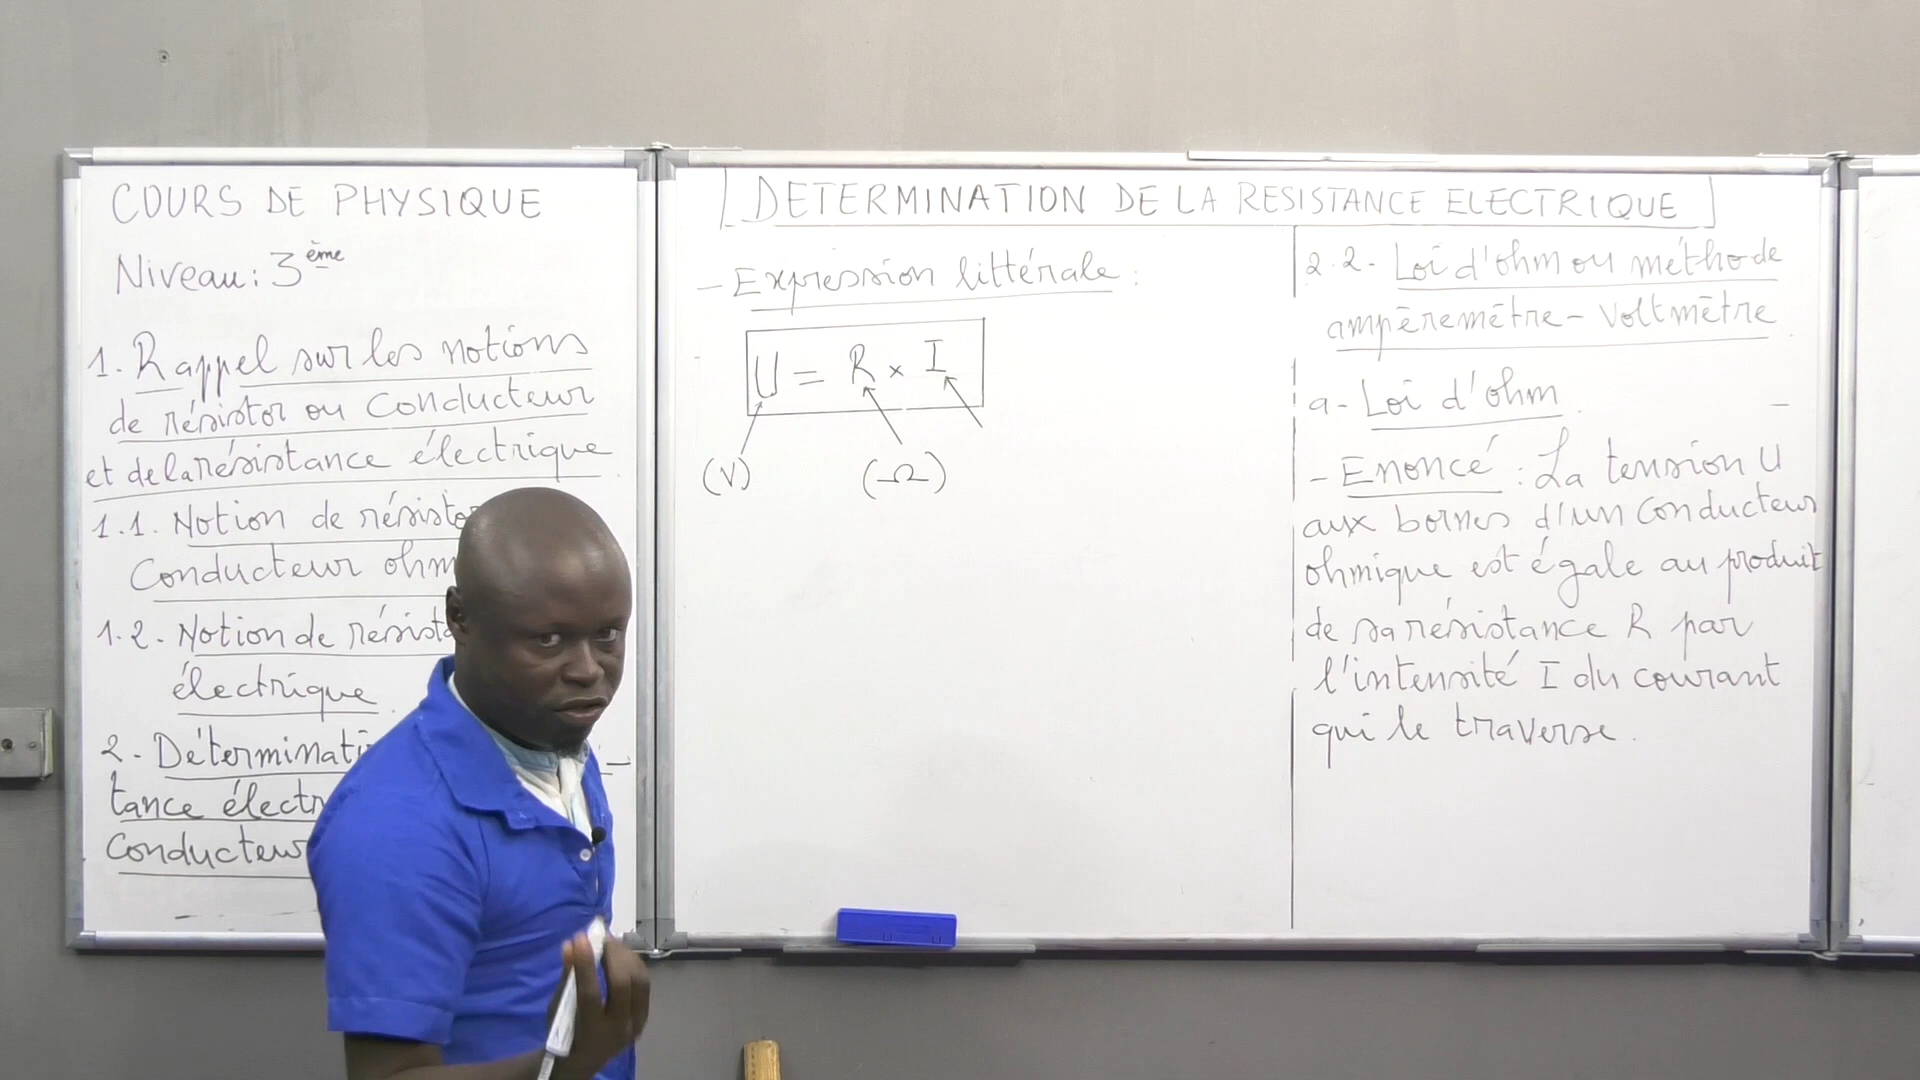 COURS DE PHYSIQUE
Niveau: 3ème
1. Rappel sur les notions
de résistor ou conducteur
et de la résistance électrique
1.1. Notion de résistor
conducteur ohm
1.2. Notion de résista
électrique
2. Déterminati
tance électr
conducteur
DETERMINATION DE LA RESISTANCE ELECTRIQUE
- Expression littérale :
U = R × I
(V) (Ω)
2.2. Loi d'ohm ou méthode
ampèremètre - voltmètre
a- Loi d'ohm
- Enoncé : La tension U
aux bornes d'un conducteur
ohmique est égale au produit
de sa résistance R par
l'intensité I du courant
qui le traverse.